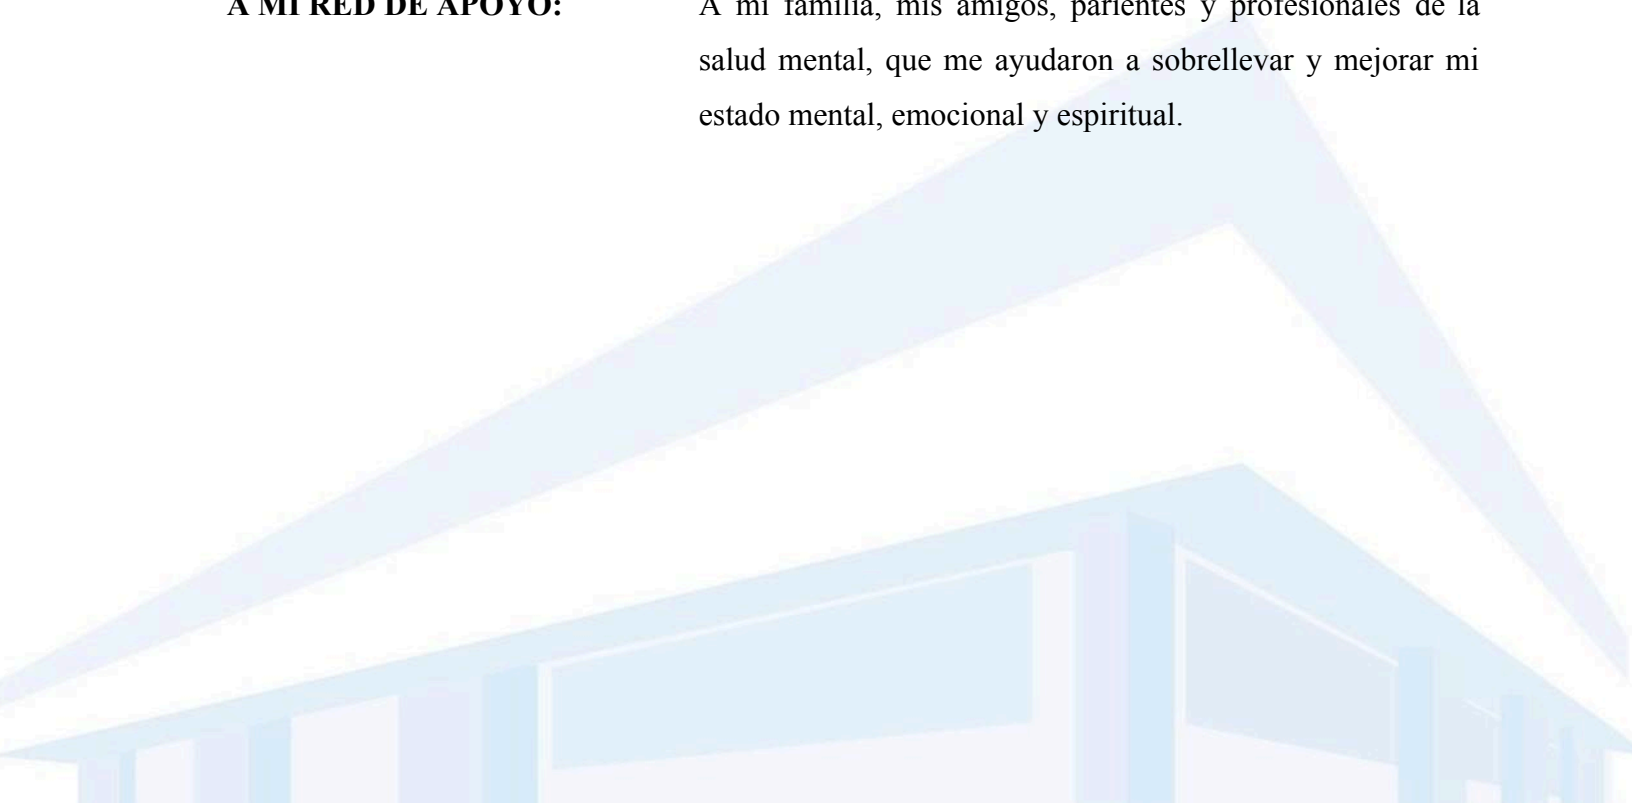 A MI RED DE APOYO: A mi familia, mis amigos, parientes y profesionales de la
salud mental, que me ayudaron a sobrellevar y mejorar mi
estado mental, emocional y espiritual.